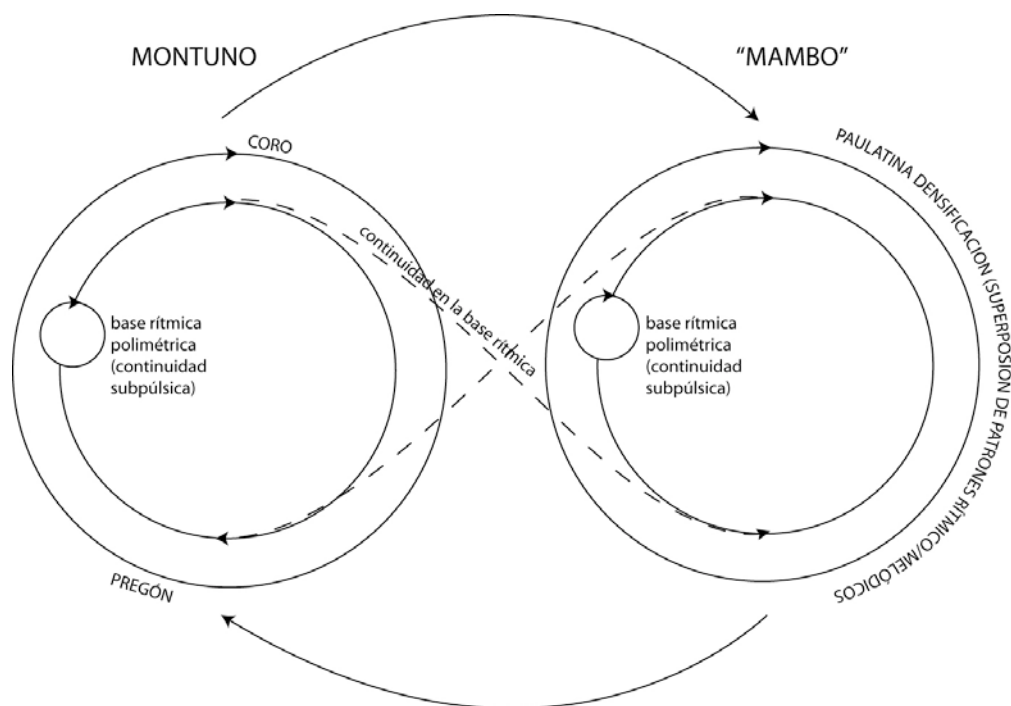 MONTUNO
"MAMBO"
CORO
PAULATINA DENSIFICACION (SUPERPOSION DE PATRONES RÍTMICO/MELÓDICOS
continuidad en la base rítmica
base rítmica
polimétrica
(continuidad
subpúlsica)
base rítmica
polimétrica
(continuidad
subpúlsica)
PREGÓN